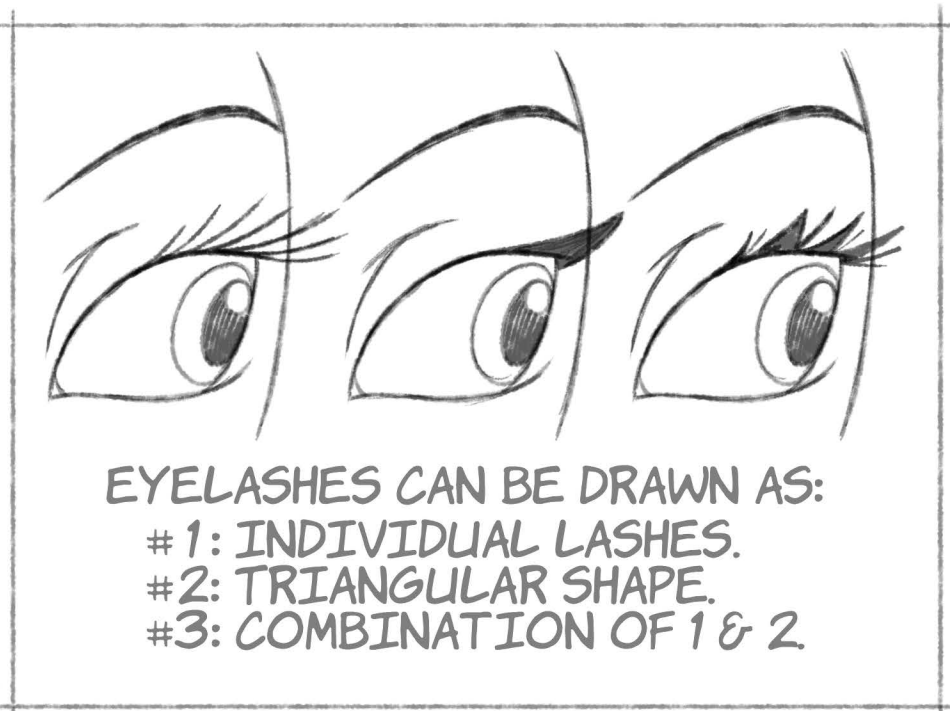 EYELASHES CAN BE DRAWN AS:
#1: INDIVIDUAL LASHES.
#2: TRIANGULAR SHAPE.
#3: COMBINATION OF 1 & 2.